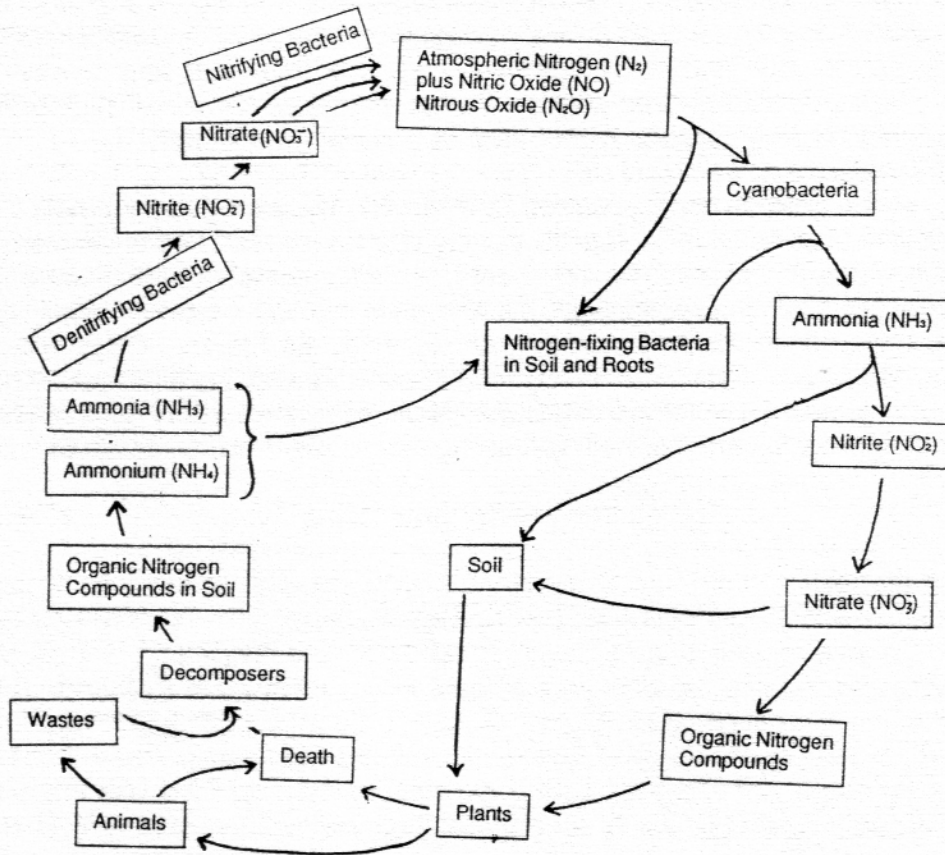 Nitrifying Bacteria
Atmospheric Nitrogen (N₂)
plus Nitric Oxide (NO)
Nitrous Oxide (N₂O)
Nitrate (NO₃⁻)
Cyanobacteria
Nitrite (NO₂⁻)
Denitrifying Bacteria
Ammonia (NH₃)
Nitrogen-fixing Bacteria
in Soil and Roots
Ammonia (NH₃)
Ammonium (NH₄)
Nitrite (NO₂⁻)
Organic Nitrogen
Compounds in Soil
Soil
Nitrate (NO₃⁻)
Decomposers
Wastes
Death
Organic Nitrogen
Compounds
Animals
Plants